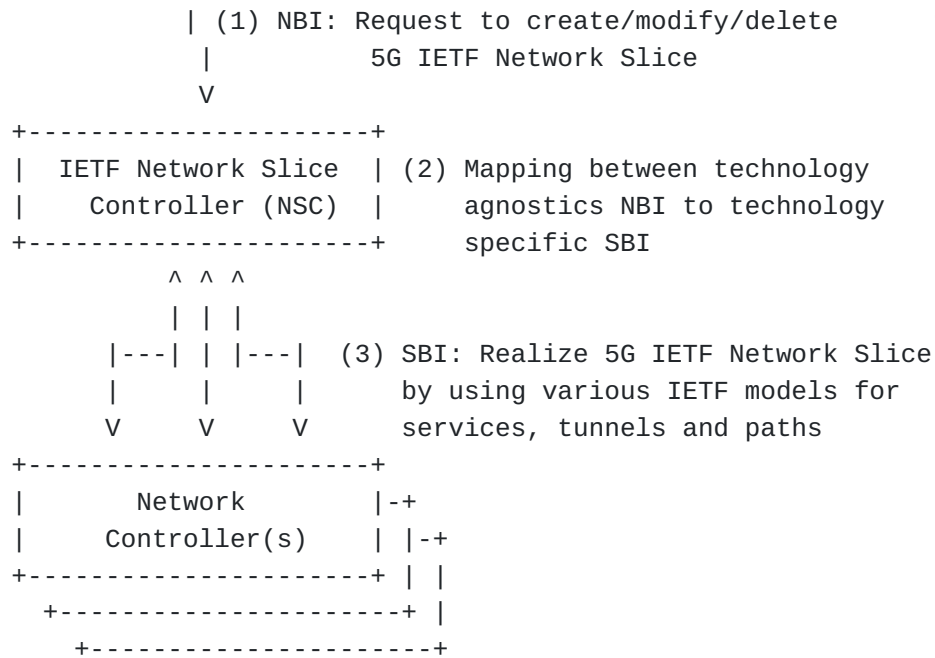 | (1) NBI: Request to create/modify/delete
|          5G IETF Network Slice
V
+----------------------+
|  IETF Network Slice  | (2) Mapping between technology
|    Controller (NSC)  |     agnostics NBI to technology
+----------------------+     specific SBI
^ ^ ^
| | |
|---| | |---|  (3) SBI: Realize 5G IETF Network Slice
|     |     |      by using various IETF models for
V     V     V      services, tunnels and paths
+----------------------+
|       Network        |-+
|     Controller(s)    | |-+
+----------------------+ | |
+----------------------+ |
+----------------------+